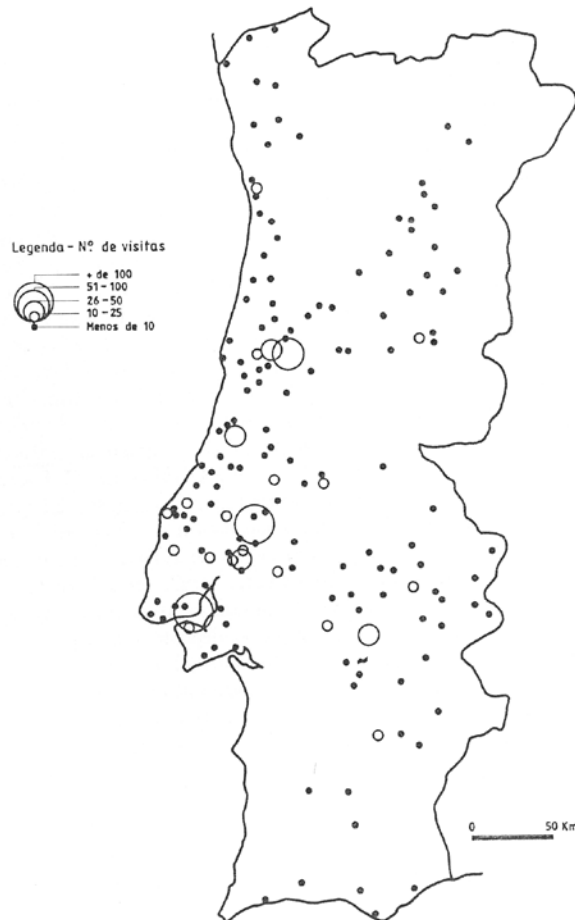 Legenda - Nº. de visitas
+ de 100
51 - 100
26 - 50
10 - 25
Menos de 10
0 50 Km